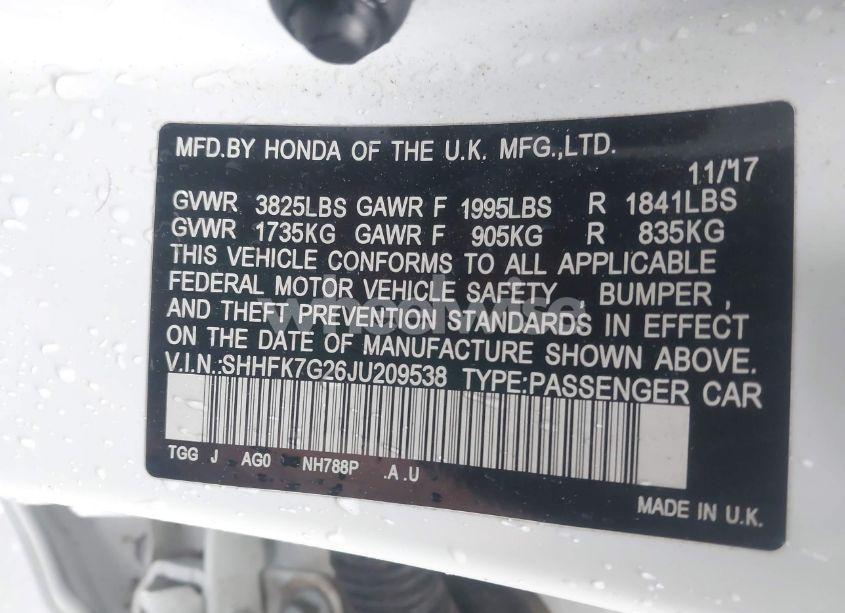 MFD.BY HONDA OF THE U.K. MFG.,LTD.
11/'17
GVWR 3825LBS GAWR F 1995LBS R 1841LBS
GVWR 1735KG GAWR F 905KG R 835KG
THIS VEHICLE CONFORMS TO ALL APPLICABLE
FEDERAL MOTOR VEHICLE SAFETY , BUMPER ,
AND THEFT PREVENTION STANDARDS IN EFFECT
ON THE DATE OF MANUFACTURE SHOWN ABOVE.
V.I.N.:SHHFK7G26JU209538 TYPE:PASSENGER CAR
TGG J AG0 NH788P .A .U
MADE IN U.K.
wheelwise